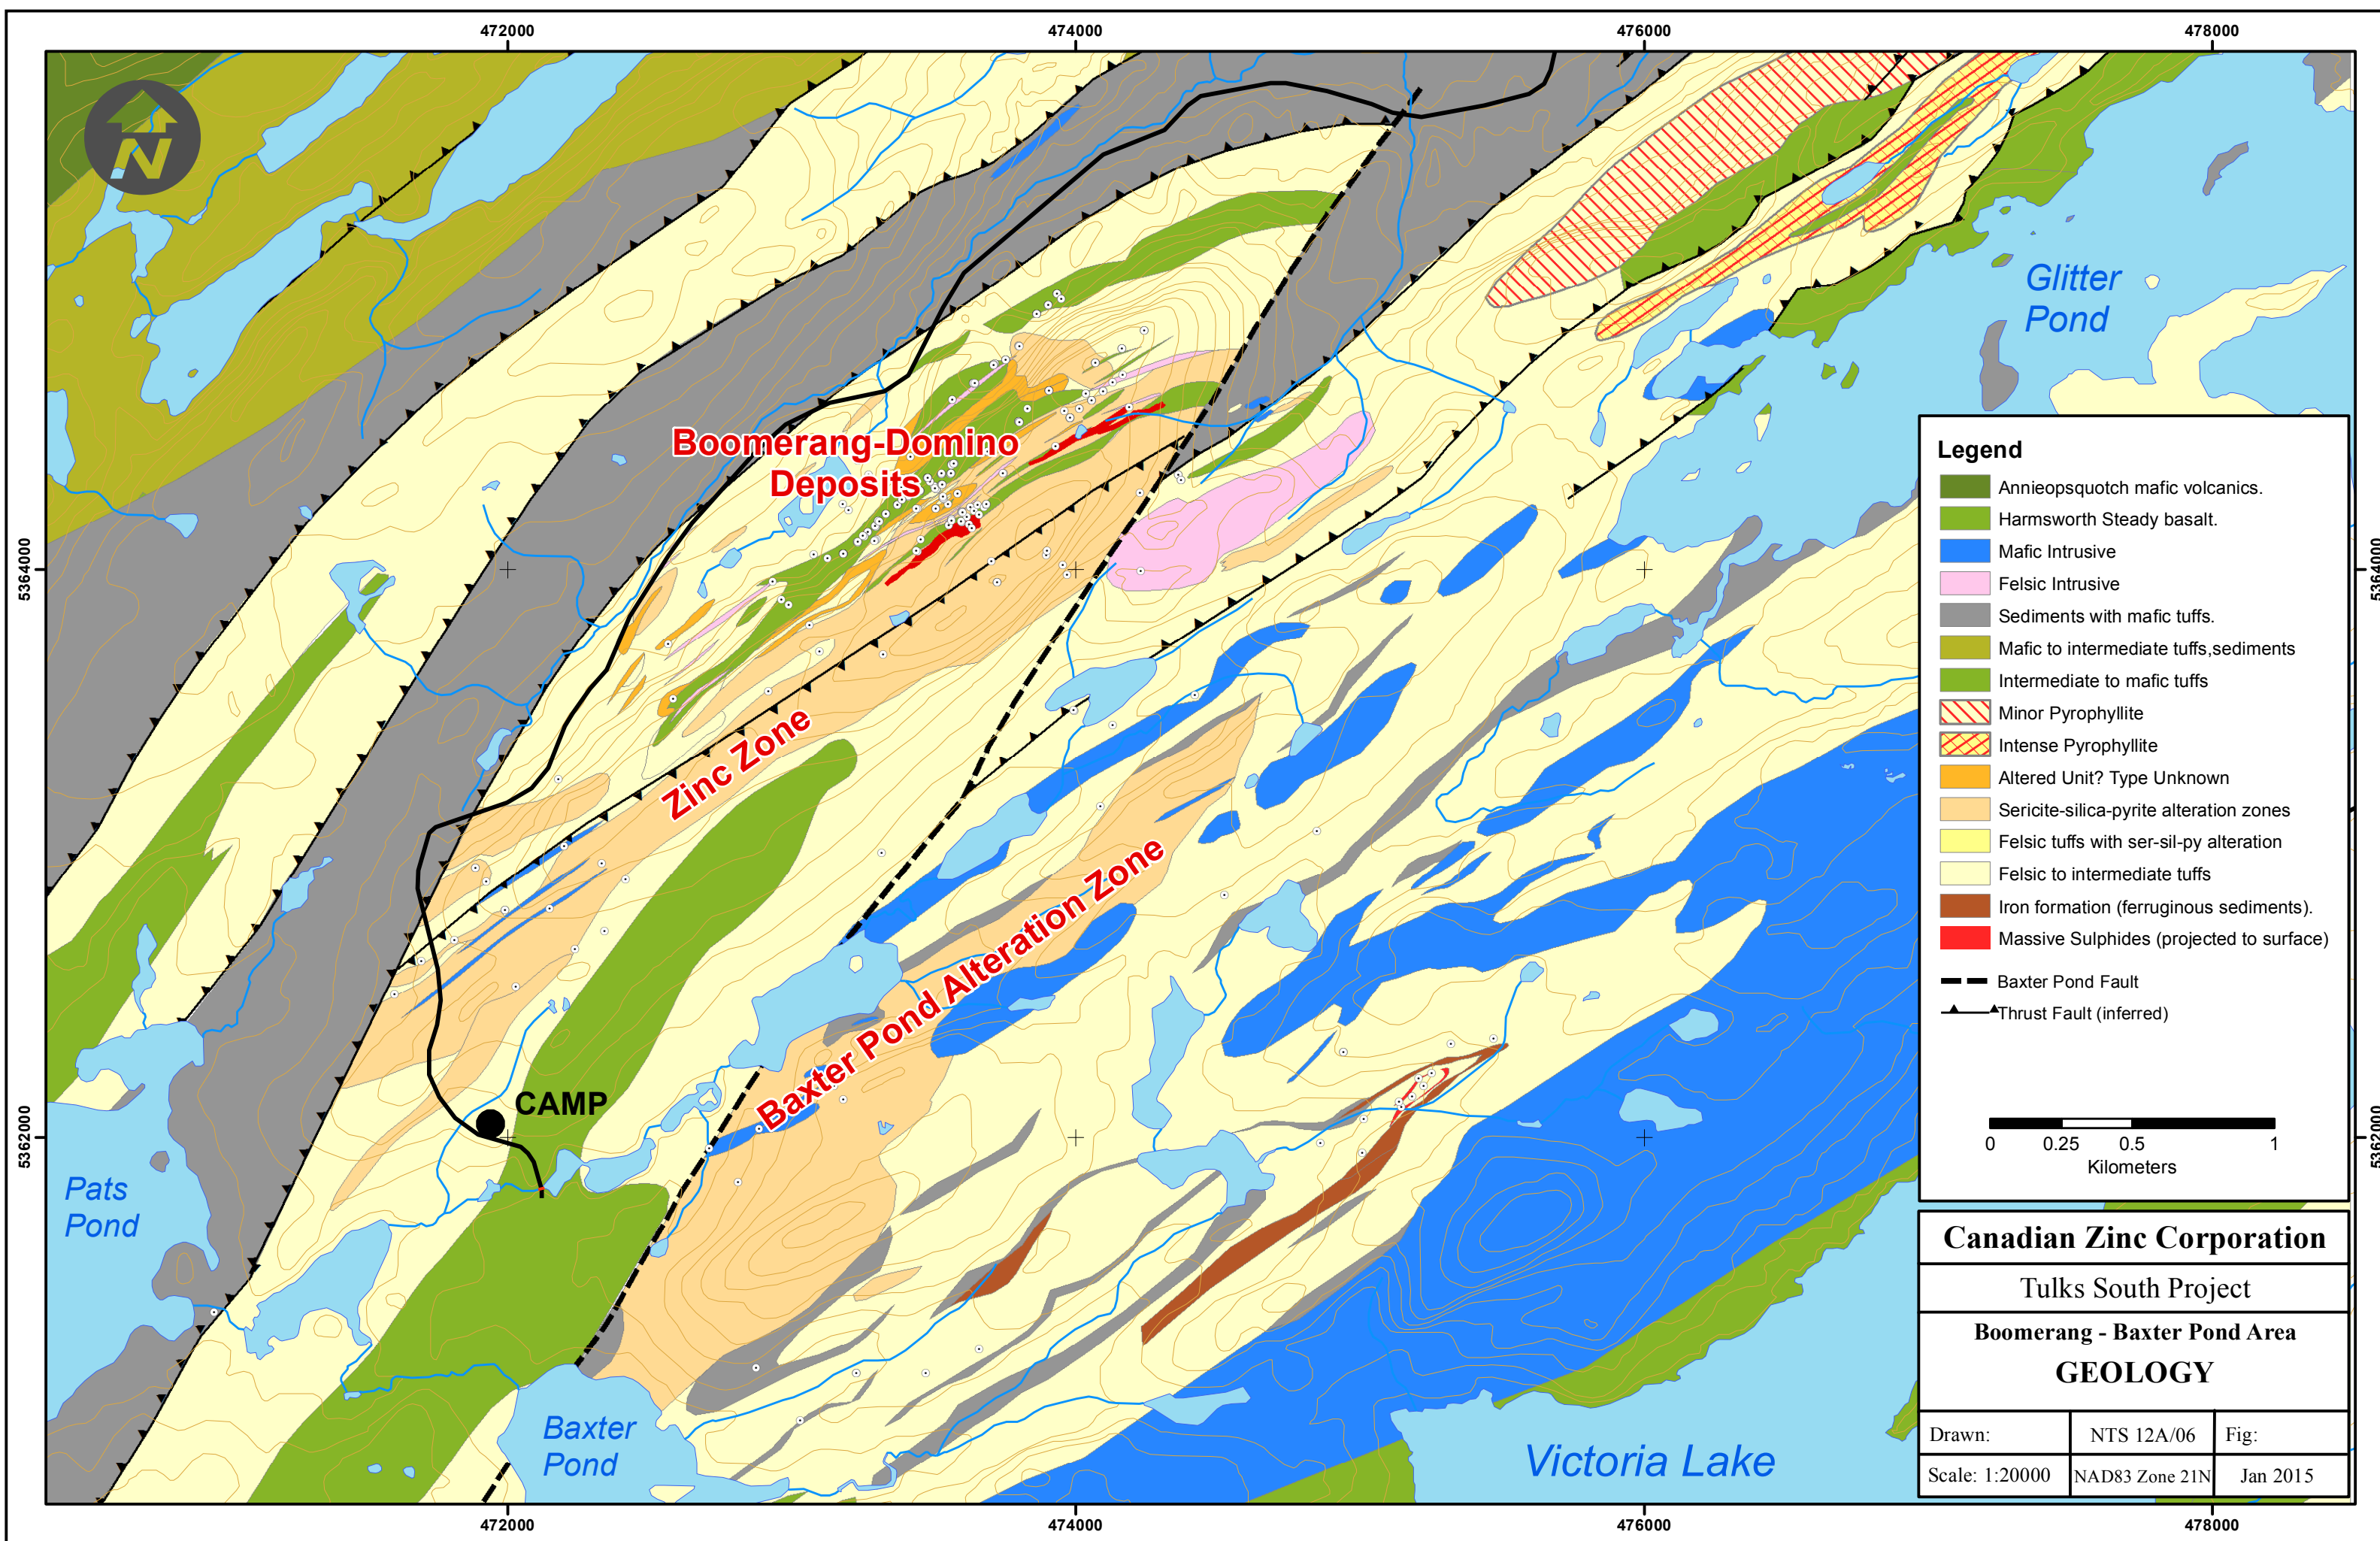 472000
474000
476000
478000
N
Glitter
Pond
Boomerang-Domino
Deposits
5364000
5364000
Zinc Zone
Baxter Pond Alteration Zone
CAMP
5362000
5362000
Pats
Pond
Baxter
Pond
Victoria Lake
Legend
Annieopsquotch mafic volcanics.
Harmsworth Steady basalt.
Mafic Intrusive
Felsic Intrusive
Sediments with mafic tuffs.
Mafic to intermediate tuffs,sediments
Intermediate to mafic tuffs
Minor Pyrophyllite
Intense Pyrophyllite
Altered Unit? Type Unknown
Sericite-silica-pyrite alteration zones
Felsic tuffs with ser-sil-py alteration
Felsic to intermediate tuffs
Iron formation (ferruginous sediments).
Massive Sulphides (projected to surface)
Baxter Pond Fault
Thrust Fault (inferred)
0 0.25 0.5 1
Kilometers
Canadian Zinc Corporation
Tulks South Project
Boomerang - Baxter Pond Area
GEOLOGY
Drawn: NTS 12A/06 Fig:
Scale: 1:20000 NAD83 Zone 21N Jan 2015
472000
474000
476000
478000